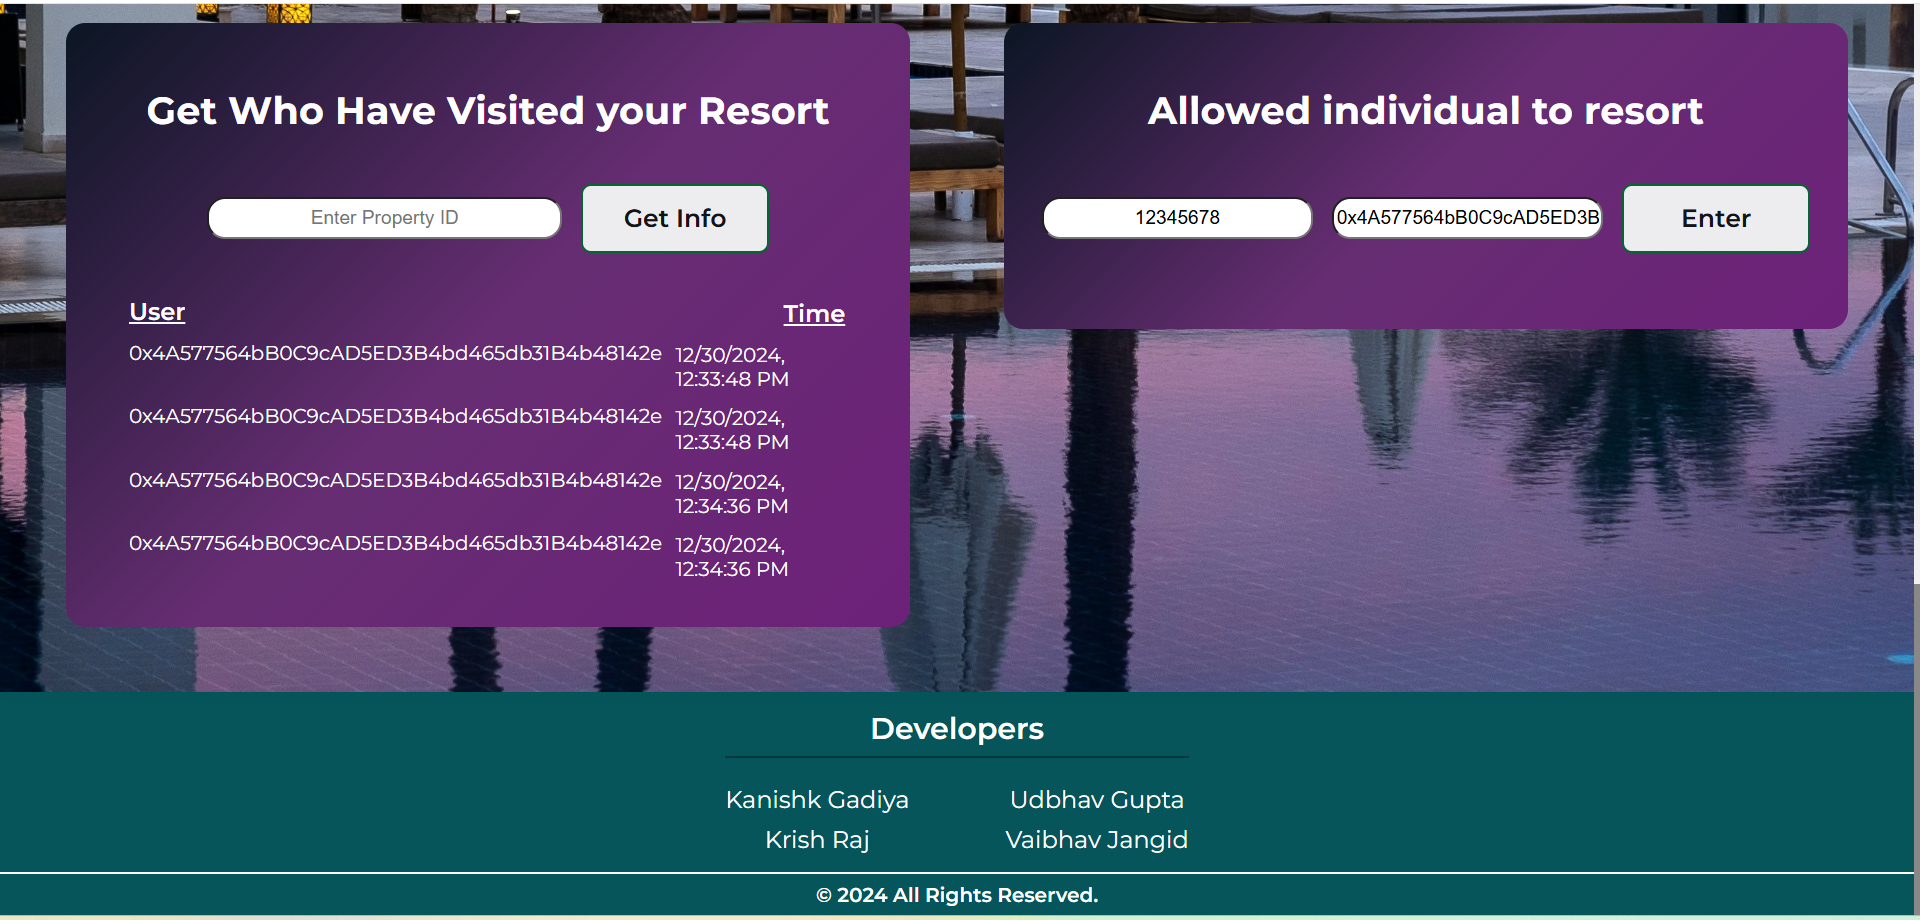 Get Who Have Visited your Resort
Enter Property ID
Get Info
User
Time
0x4A577564bB0C9cAD5ED3B4bd465db31B4b48142e
12/30/2024,
12:33:48 PM
0x4A577564bB0C9cAD5ED3B4bd465db31B4b48142e
12/30/2024,
12:33:48 PM
0x4A577564bB0C9cAD5ED3B4bd465db31B4b48142e
12/30/2024,
12:34:36 PM
0x4A577564bB0C9cAD5ED3B4bd465db31B4b48142e
12/30/2024,
12:34:36 PM
Allowed individual to resort
12345678
0x4A577564bB0C9cAD5ED3B
Enter
Developers
Kanishk Gadiya
Udbhav Gupta
Krish Raj
Vaibhav Jangid
© 2024 All Rights Reserved.